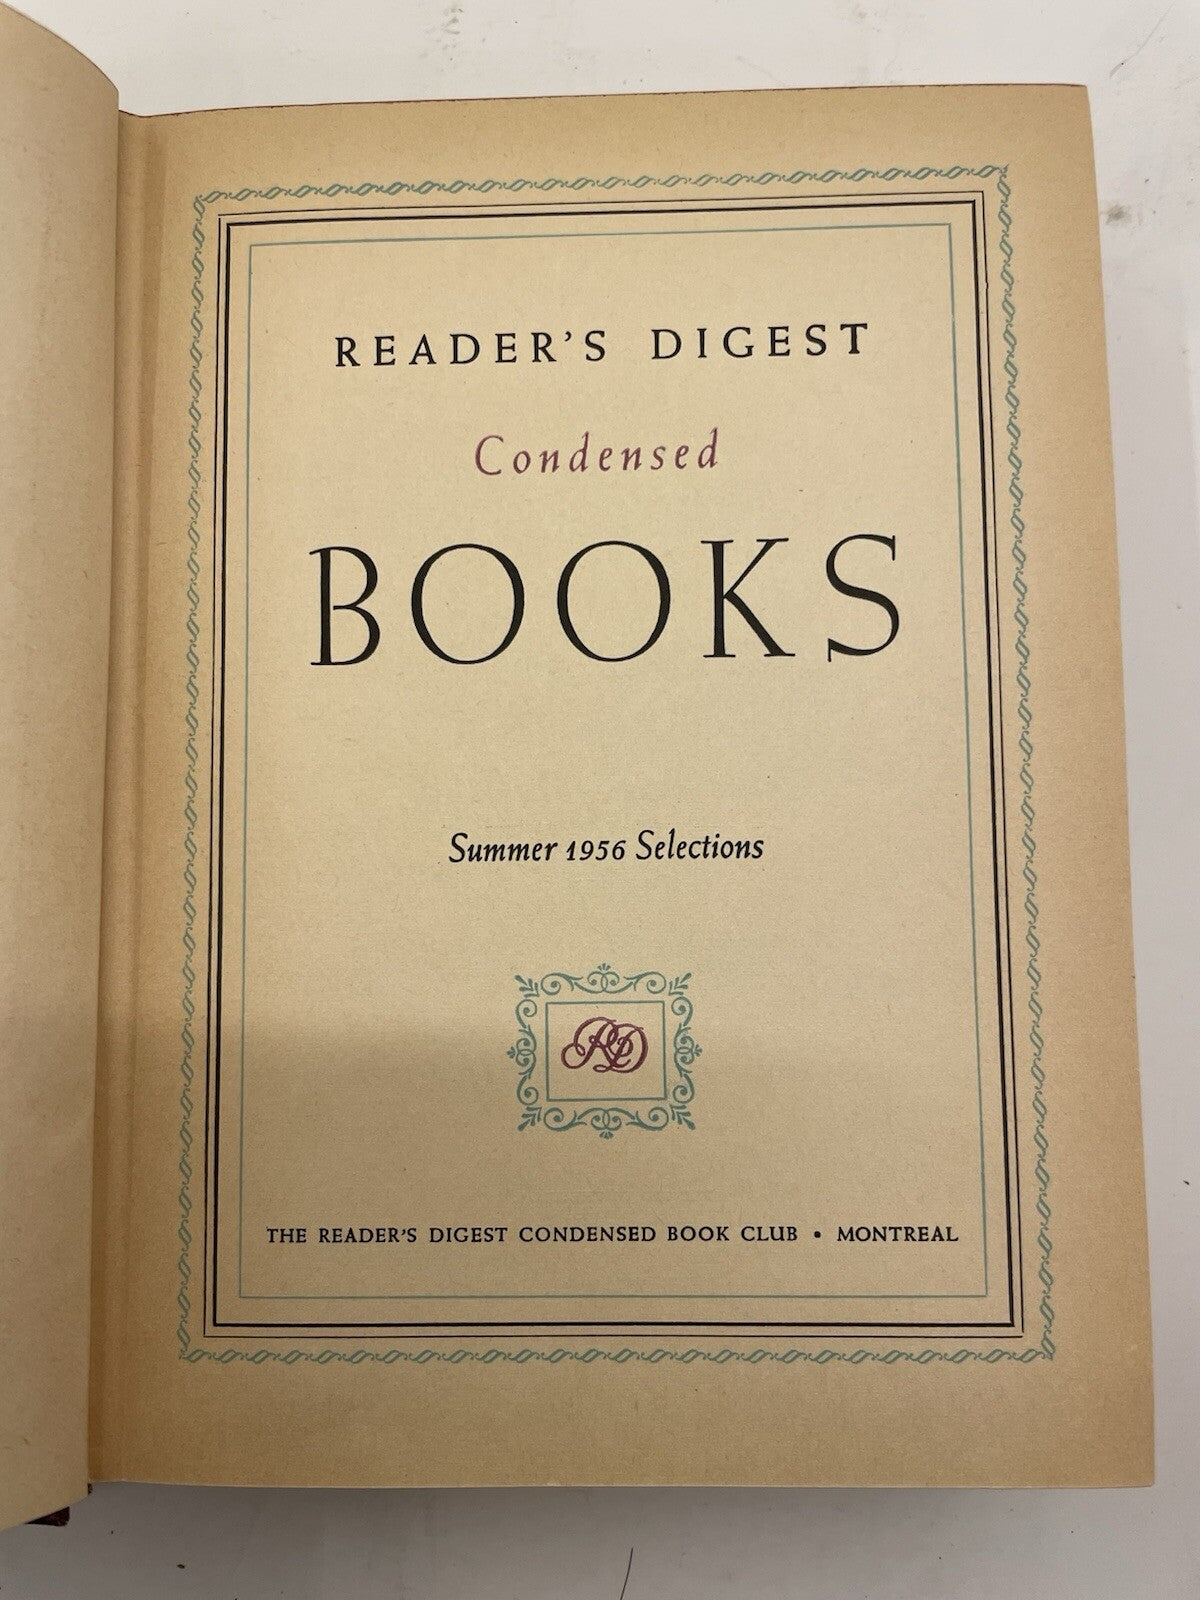 READER'S DIGEST
Condensed
BOOKS
Summer 1956 Selections
RD
THE READER'S DIGEST CONDENSED BOOK CLUB • MONTREAL